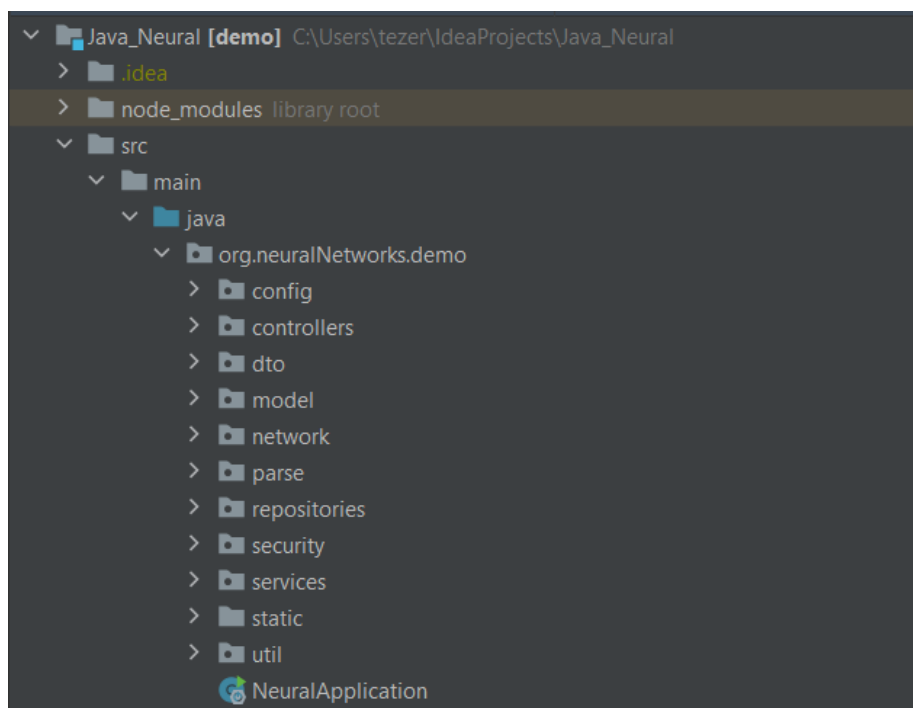 Java_Neural [demo] C:\Users\tezer\IdeaProjects\Java_Neural
.idea
node_modules library root
src
main
java
org.neuralNetworks.demo
config
controllers
dto
model
network
parse
repositories
security
services
static
util
NeuralApplication